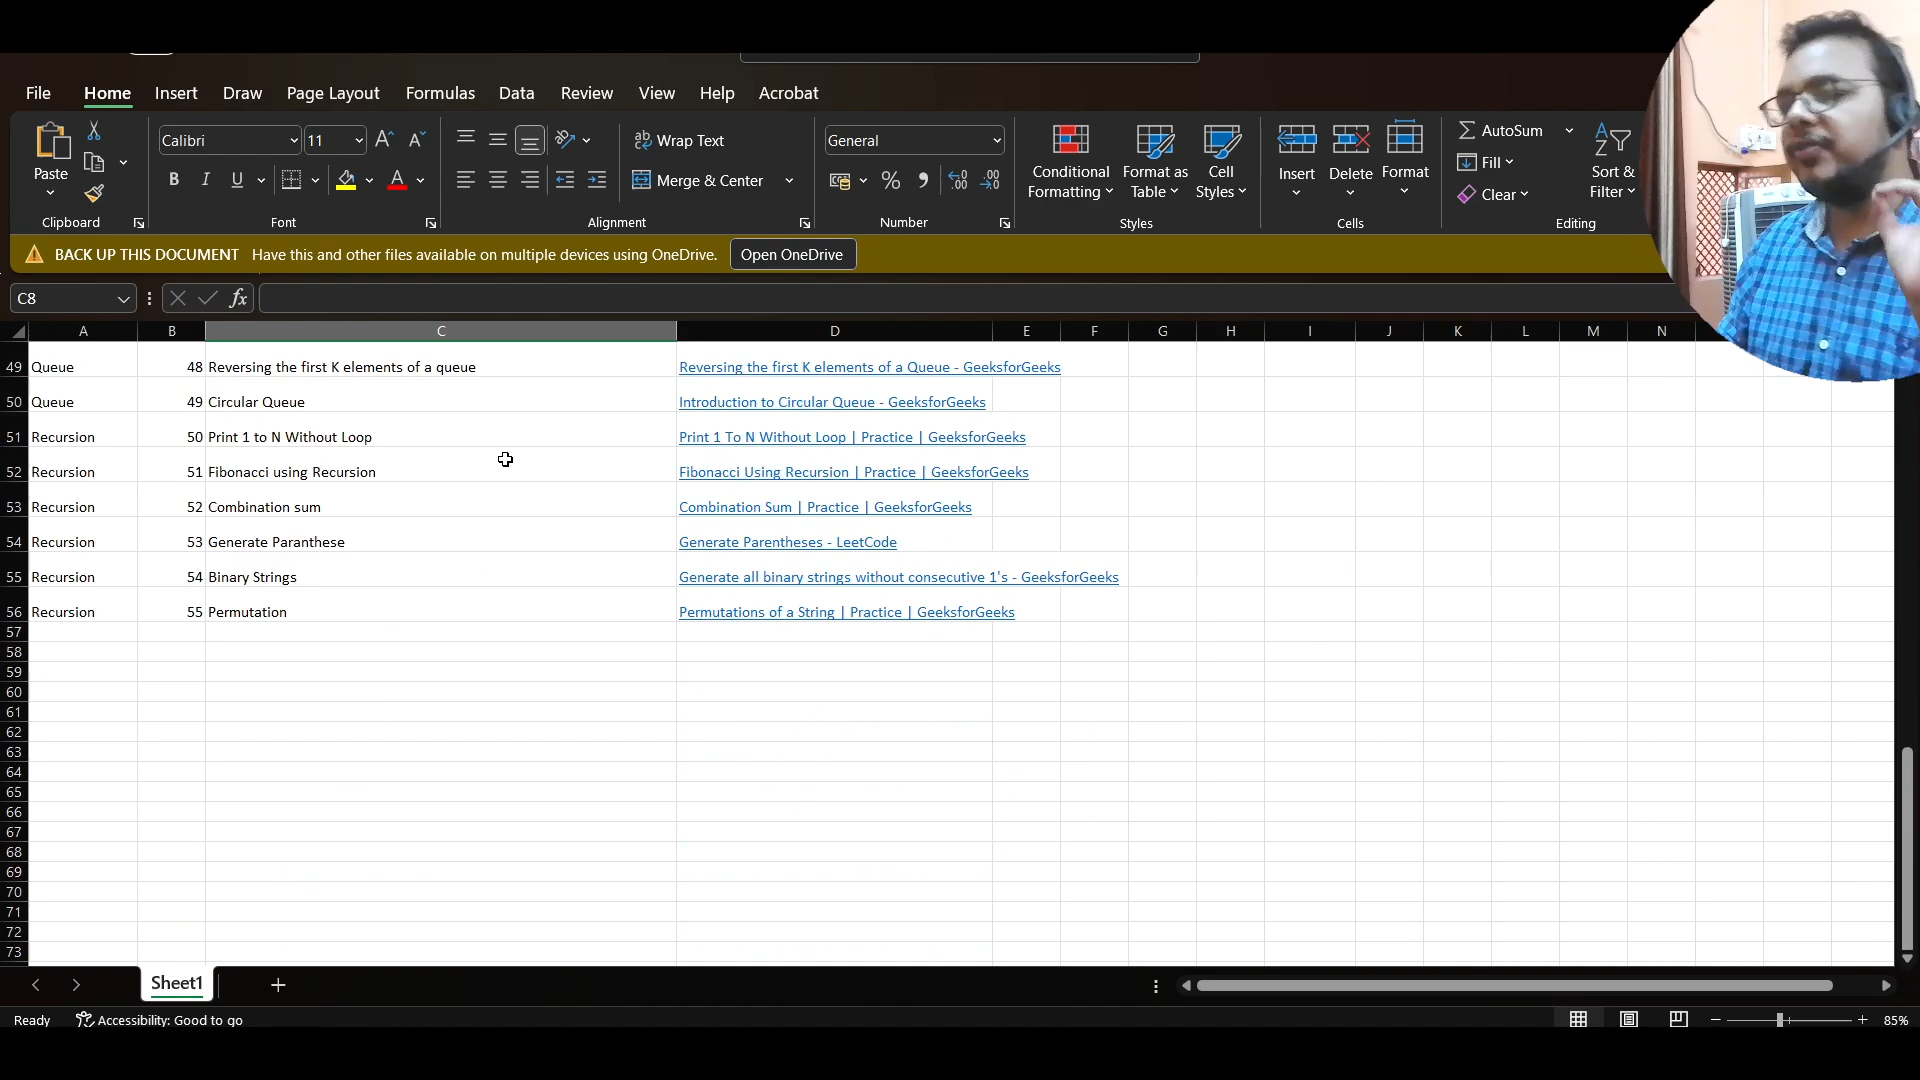 File Home Insert Draw Page Layout Formulas Data Review View Help Acrobat
Paste
Calibri 11
B I U
ab Wrap Text
Merge & Center
General
% 9
Conditional Formatting
Format as Table
Cell Styles
Insert
Delete
Format
AutoSum
Fill
Clear
Sort & Filter
Clipboard Font Alignment Number Styles Cells Editing
BACK UP THIS DOCUMENT Have this and other files available on multiple devices using OneDrive. Open OneDrive
C8 fx
A B C D E F G H I J K L M N
49 Queue 48 Reversing the first K elements of a queue Reversing the first K elements of a Queue - GeeksforGeeks
50 Queue 49 Circular Queue Introduction to Circular Queue - GeeksforGeeks
51 Recursion 50 Print 1 to N Without Loop Print 1 To N Without Loop | Practice | GeeksforGeeks
52 Recursion 51 Fibonacci using Recursion Fibonacci Using Recursion | Practice | GeeksforGeeks
53 Recursion 52 Combination sum Combination Sum | Practice | GeeksforGeeks
54 Recursion 53 Generate Paranthese Generate Parentheses - LeetCode
55 Recursion 54 Binary Strings Generate all binary strings without consecutive 1's - GeeksforGeeks
56 Recursion 55 Permutation Permutations of a String | Practice | GeeksforGeeks
57
58
59
60
61
62
63
64
65
66
67
68
69
70
71
72
73
Sheet1
Ready Accessibility: Good to go 85%